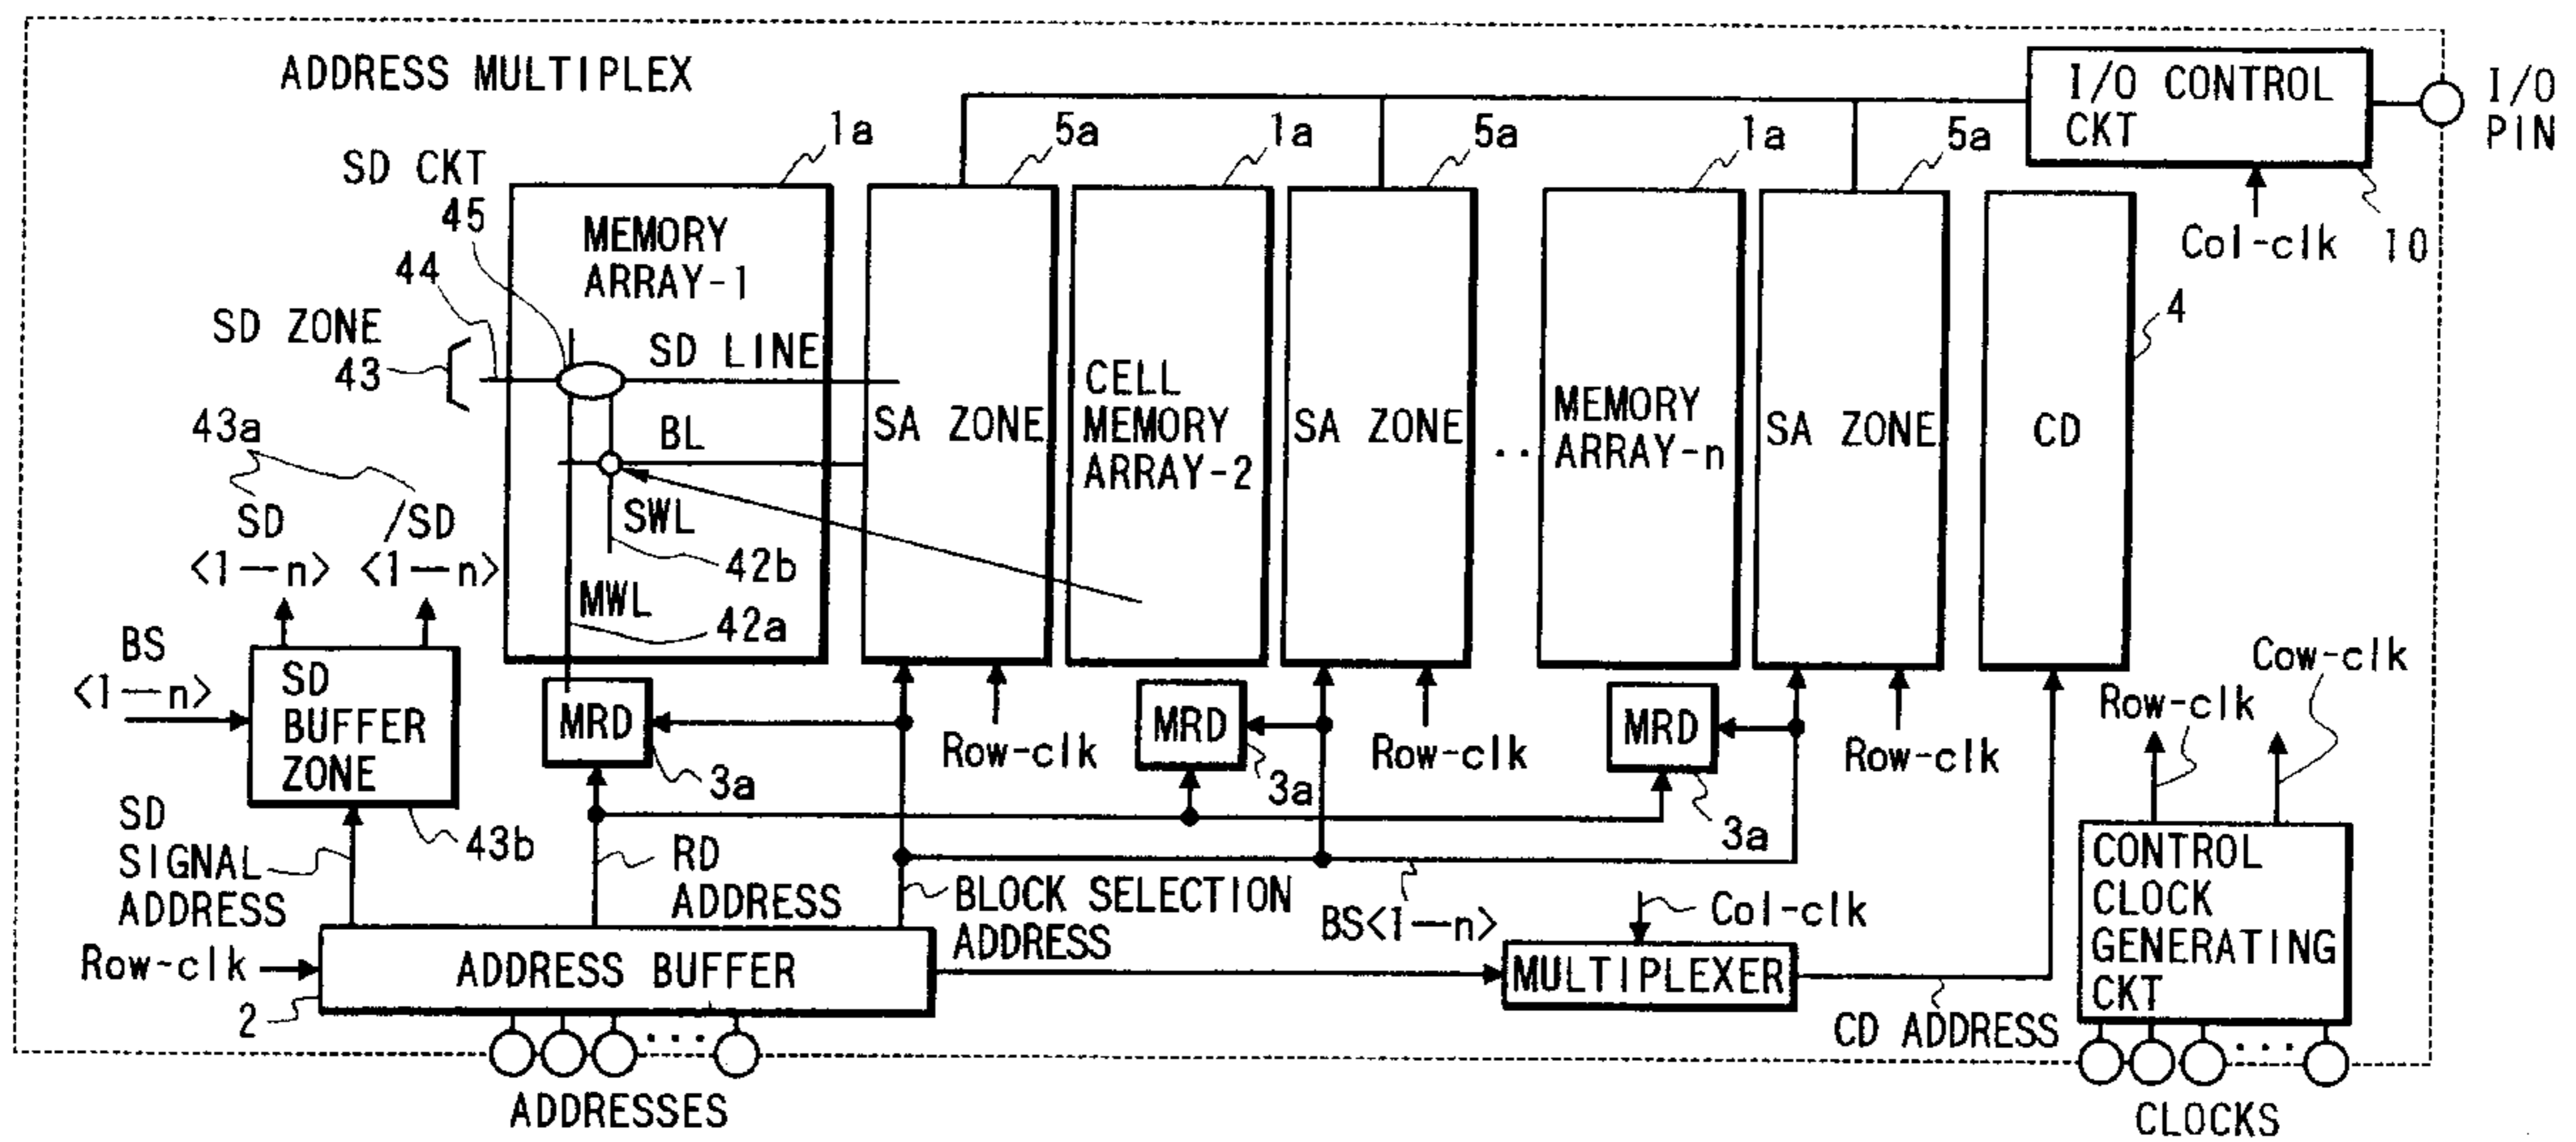 ADDRESS MULTIPLEX
I/O CONTROL
CKT
I/O
PIN
1a
5a
1a
5a
1a
5a
SD CKT
45
44
MEMORY
ARRAY-1
Col-clk
10
SD ZONE
43
SD LINE
4
43a
BL
SA ZONE
CELL
MEMORY
ARRAY-2
SA ZONE
..
MEMORY
ARRAY-n
SA ZONE
CD
SD
<1—n>
/SD
<1—n>
SWL
42b
MWL
42a
BS
<1—n>
SD
BUFFER
ZONE
MRD
3a
Row-clk
MRD
3a
Row-clk
MRD
3a
Row-clk
Row-clk
Cow-clk
SD
SIGNAL
ADDRESS
43b
RD
ADDRESS
BLOCK SELECTION
ADDRESS
BS<1—n>
Col-clk
CONTROL
CLOCK
GENERATING
CKT
Row-clk
2
ADDRESS BUFFER
MULTIPLEXER
CD ADDRESS
...
...
ADDRESSES
CLOCKS